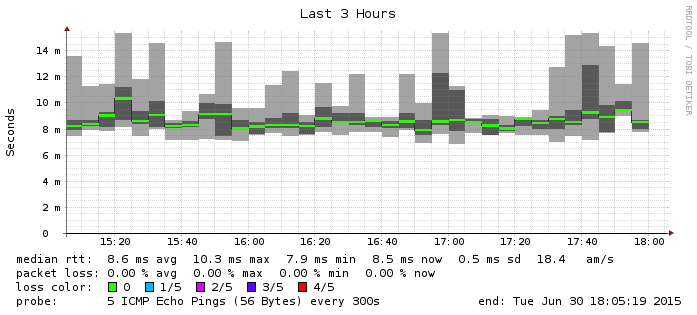 Last 3 Hours
RRDTOOL / TOBI OETIKER
Seconds
14 m
12 m
10 m
8 m
6 m
4 m
2 m
0
15:20 15:40 16:00 16:20 16:40 17:00 17:20 17:40 18:00
median rtt: 8.6 ms avg 10.3 ms max 7.9 ms min 8.5 ms now 0.5 ms sd 18.4 am/s
packet loss: 0.00 % avg 0.00 % max 0.00 % min 0.00 % now
loss color: 0 1/5 2/5 3/5 4/5
probe: 5 ICMP Echo Pings (56 Bytes) every 300s end: Tue Jun 30 18:05:19 2015